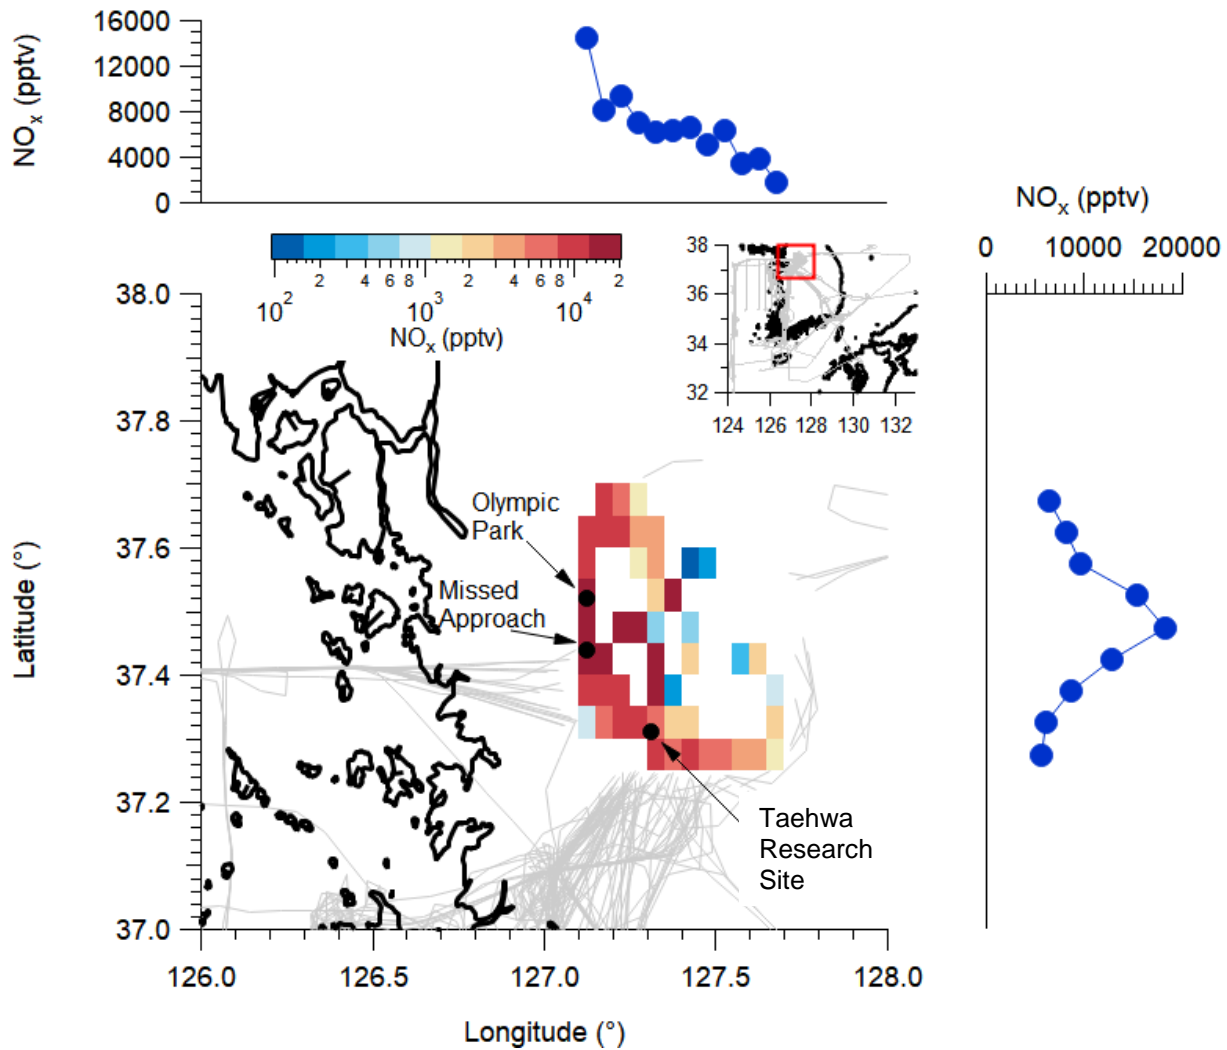 16000
12000
8000
4000
0
NOx (pptv)
NOx (pptv)
0 10000 20000
2 4 6 8 2 4 6 8 2
10² 10³ 10⁴
NOx (pptv)
38
36
34
32
124 126 128 130 132
38.0
37.8
37.6
37.4
37.2
37.0
Latitude (°)
Olympic
Park
Missed
Approach
Taehwa
Research
Site
126.0 126.5 127.0 127.5 128.0
Longitude (°)